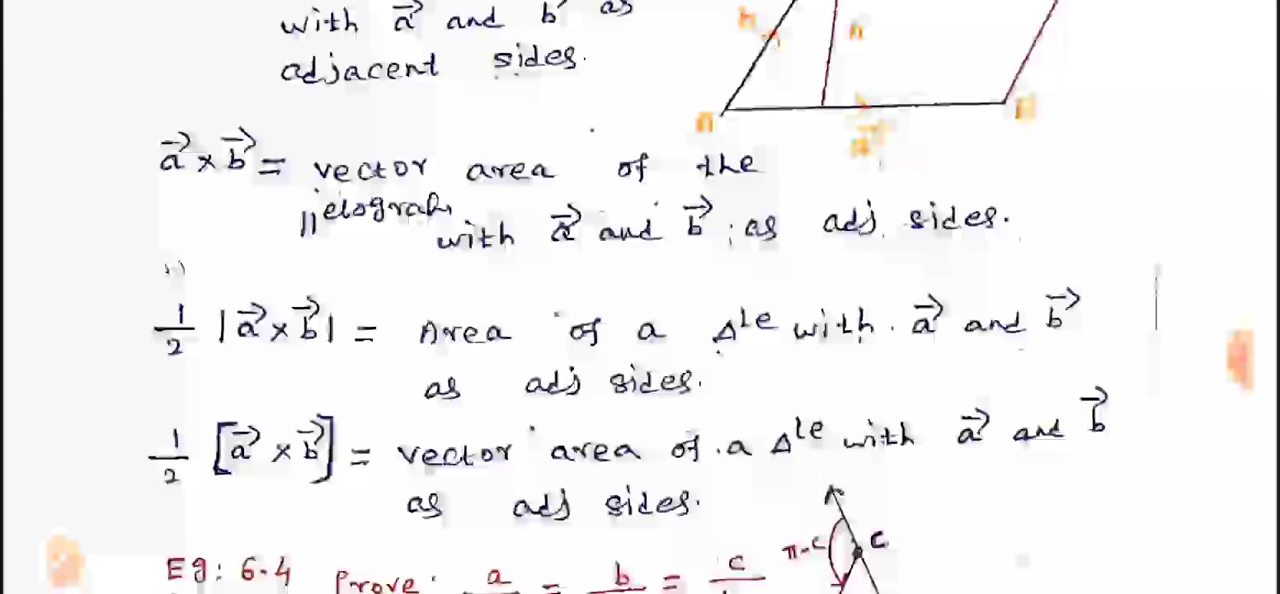 with a⃗ and b⃗ as
adjacent sides.
h
h
A
B
a⃗
a⃗ × b⃗ = vector area of the
||elogram
with a⃗ and b⃗ as adj sides.
1/2 |a⃗ × b⃗| = Area of a Δle with a⃗ and b⃗
as adj sides.
1/2 [a⃗ × b⃗] = vector area of a Δle with a⃗ and b⃗
as adj sides.
π-c
C
Eg: 6.4 Prove: a = b = c